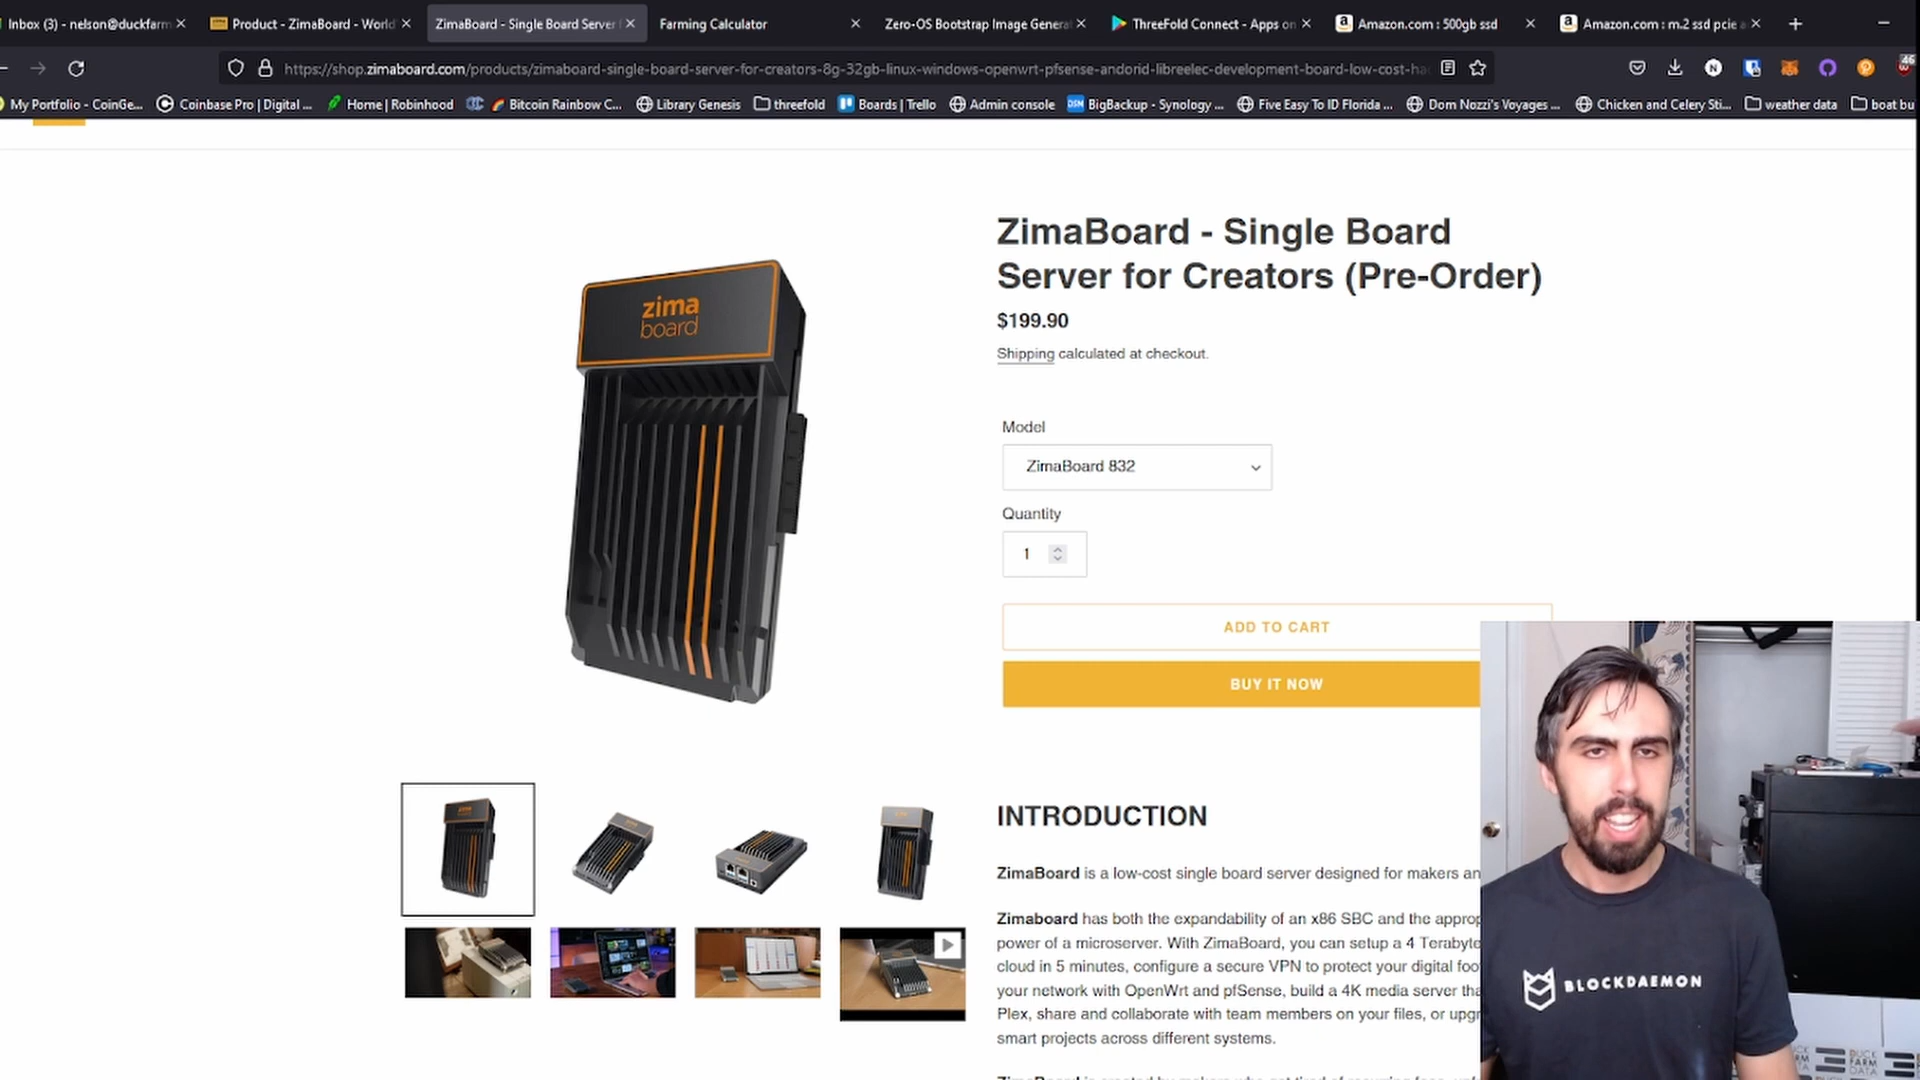 Inbox (3) - nelson@duckfarm
Product - ZimaBoard - World
ZimaBoard - Single Board Server f
Farming Calculator
Zero-OS Bootstrap Image Genera
ThreeFold Connect - Apps on
Amazon.com : 500gb ssd
Amazon.com : m.2 ssd pcie a
https://shop.zimaboard.com/products/zimaboard-single-board-server-for-creators-8g-32gb-linux-windows-openwrt-pfsense-andorid-libreelec-development-board-low-cost-ha
46
My Portfolio - CoinGe...
Coinbase Pro | Digital ...
Home | Robinhood
Bitcoin Rainbow C...
Library Genesis
threefold
Boards | Trello
Admin console
BigBackup - Synology ...
Five Easy To ID Florida ...
Dom Nozzi's Voyages ...
Chicken and Celery Sti...
weather data
boat bu
zima
board
ZimaBoard - Single Board
Server for Creators (Pre-Order)
$199.90
Shipping calculated at checkout.
Model
ZimaBoard 832
Quantity
1
ADD TO CART
BUY IT NOW
INTRODUCTION
ZimaBoard is a low-cost single board server designed for makers an
Zimaboard has both the expandability of an x86 SBC and the approp
power of a microserver. With ZimaBoard, you can setup a 4 Terabyte
cloud in 5 minutes, configure a secure VPN to protect your digital foo
your network with OpenWrt and pfSense, build a 4K media server tha
Plex, share and collaborate with team members on your files, or upgr
smart projects across different systems.
BLOCKDAEMON